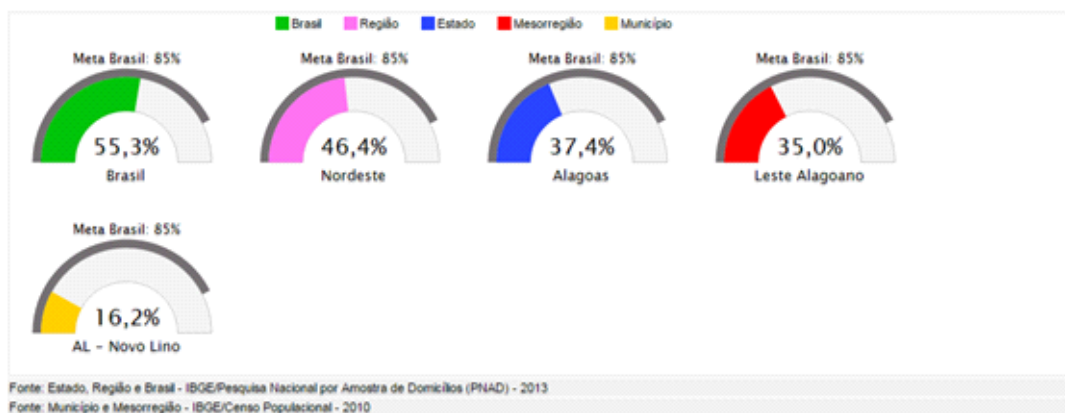 Brasil Região Estado Mesorregião Município
Meta Brasil: 85% Meta Brasil: 85% Meta Brasil: 85% Meta Brasil: 85%
55,3% 46,4% 37,4% 35,0%
Brasil Nordeste Alagoas Leste Alagoano
Meta Brasil: 85%
16,2%
AL - Novo Lino
Fonte: Estado, Região e Brasil - IBGE/Pesquisa Nacional por Amostra de Domicílios (PNAD) - 2013
Fonte: Município e Mesorregião - IBGE/Censo Populacional - 2010